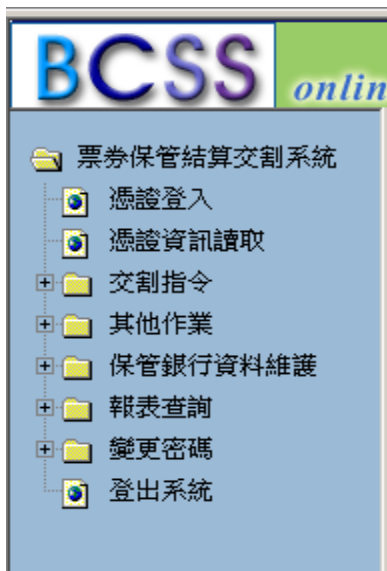 BCSS onlin
票券保管結算交割系統
憑證登入
憑證資訊讀取
交割指令
其他作業
保管銀行資料維護
報表查詢
變更密碼
登出系統